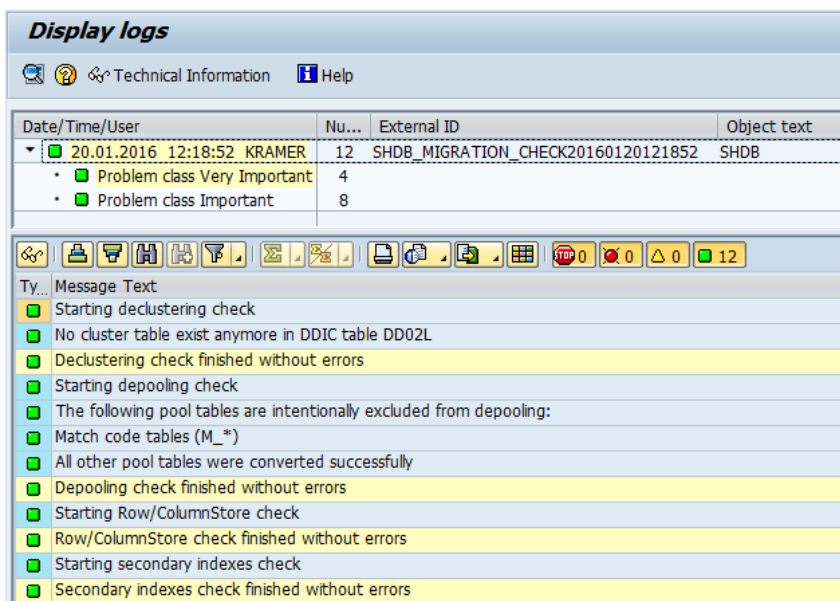 Display logs
Technical Information Help
Date/Time/User Nu... External ID Object text
20.01.2016 12:18:52 KRAMER 12 SHDB_MIGRATION_CHECK20160120121852 SHDB
Problem class Very Important 4
Problem class Important 8
STOP 0 0 0 12
Ty... Message Text
Starting declustering check
No cluster table exist anymore in DDIC table DD02L
Declustering check finished without errors
Starting depooling check
The following pool tables are intentionally excluded from depooling:
Match code tables (M_*)
All other pool tables were converted successfully
Depooling check finished without errors
Starting Row/ColumnStore check
Row/ColumnStore check finished without errors
Starting secondary indexes check
Secondary indexes check finished without errors